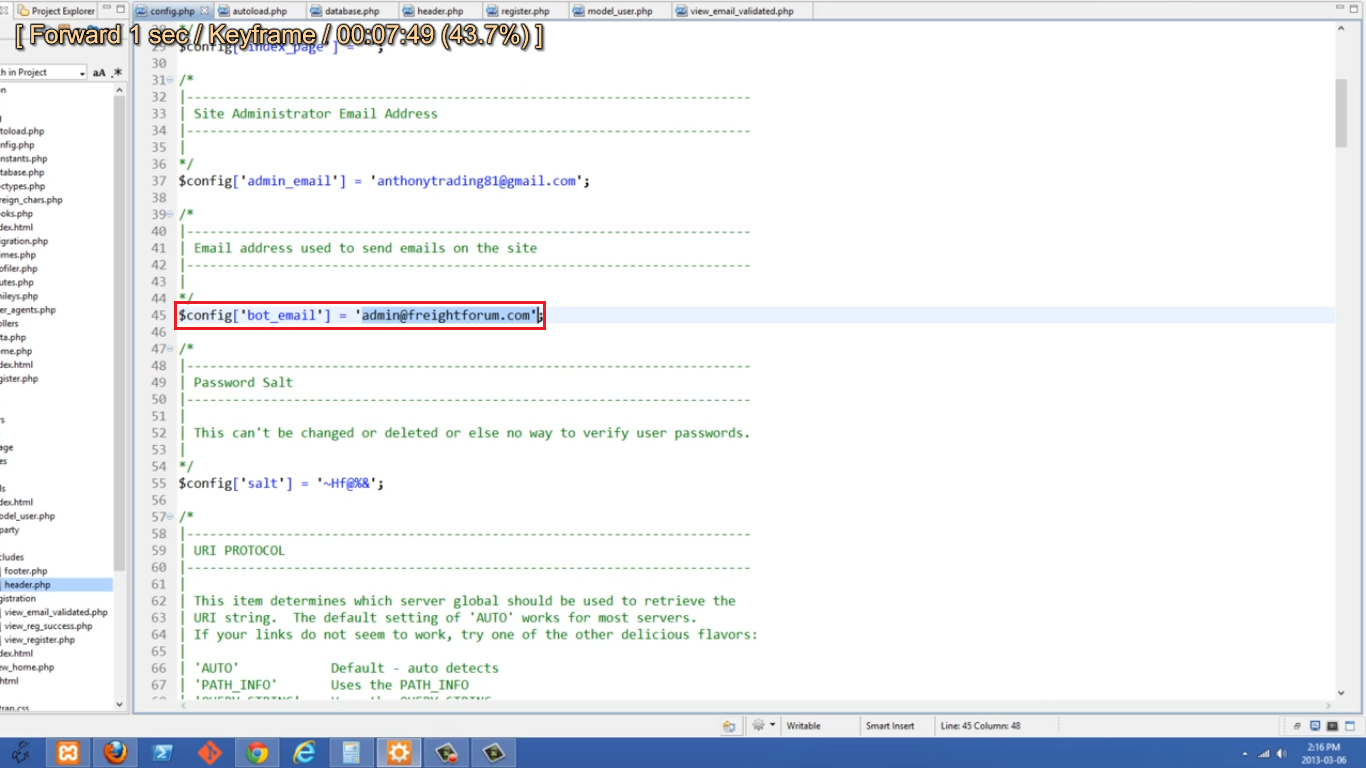 Project Explorer
config.php
autoload.php
database.php
header.php
register.php
model_user.php
view_email_validated.php
[ Forward 1 sec / Keyframe / 00:07:49 (43.7%) ]
29 $config['index_page'] = '';
30
31 /*
32 |--------------------------------------------------------------------------
33 | Site Administrator Email Address
34 |--------------------------------------------------------------------------
35 |
36 */
37 $config['admin_email'] = 'anthonytrading81@gmail.com';
38
39 /*
40 |--------------------------------------------------------------------------
41 | Email address used to send emails on the site
42 |--------------------------------------------------------------------------
43 |
44 */
45 $config['bot_email'] = 'admin@freightforum.com';
46
47 /*
48 |--------------------------------------------------------------------------
49 | Password Salt
50 |--------------------------------------------------------------------------
51 |
52 | This can't be changed or deleted or else no way to verify user passwords.
53 |
54 */
55 $config['salt'] = '~Hf@%&';
56
57 /*
58 |--------------------------------------------------------------------------
59 | URI PROTOCOL
60 |--------------------------------------------------------------------------
61 |
62 | This item determines which server global should be used to retrieve the
63 | URI string.  The default setting of 'AUTO' works for most servers.
64 | If your links do not seem to work, try one of the other delicious flavors:
65 |
66 | 'AUTO' Default - auto detects
67 | 'PATH_INFO' Uses the PATH_INFO
ch in Project
aA .*
toload.php
nfig.php
nstants.php
tabase.php
ctypes.php
reign_chars.php
oks.php
dex.html
igration.php
imes.php
ofiler.php
utes.php
nileys.php
er_agents.php
ollers
ta.php
ome.php
dex.html
gister.php
rs
age
es
ls
dex.html
odel_user.php
party
cludes
footer.php
header.php
gistration
view_email_validated.php
view_reg_success.php
view_register.php
dex.html
ew_home.php
html
trap.css
Writable
Smart Insert
Line: 45 Column: 48
2:16 PM
2013-03-06